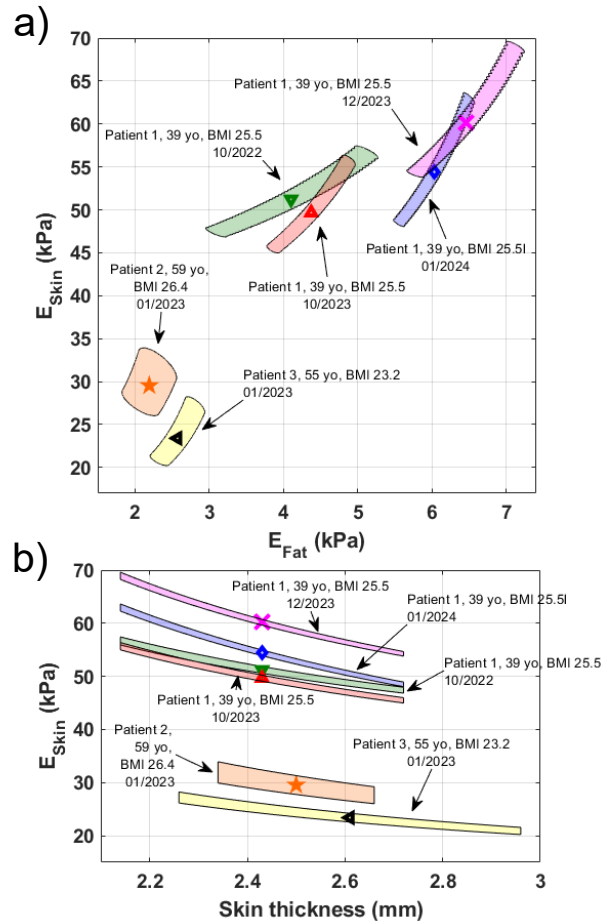 a)
70
65
60
55
50
45
40
35
30
25
20
E_Skin (kPa)
Patient 1, 39 yo, BMI 25.5
12/2023
Patient 1, 39 yo, BMI 25.5
10/2022
Patient 1, 39 yo, BMI 25.5l
01/2024
Patient 1, 39 yo, BMI 25.5
10/2023
Patient 2, 59 yo,
BMI 26.4
01/2023
Patient 3, 55 yo, BMI 23.2
01/2023
2 3 4 5 6 7
E_Fat (kPa)
b)
70
60
50
40
30
20
E_Skin (kPa)
Patient 1, 39 yo, BMI 25.5
12/2023
Patient 1, 39 yo, BMI 25.5l
01/2024
Patient 1, 39 yo, BMI 25.5
10/2022
Patient 1, 39 yo, BMI 25.5
10/2023
Patient 2,
59 yo,
BMI 26.4
01/2023
Patient 3, 55 yo, BMI 23.2
01/2023
2.2 2.4 2.6 2.8 3
Skin thickness (mm)